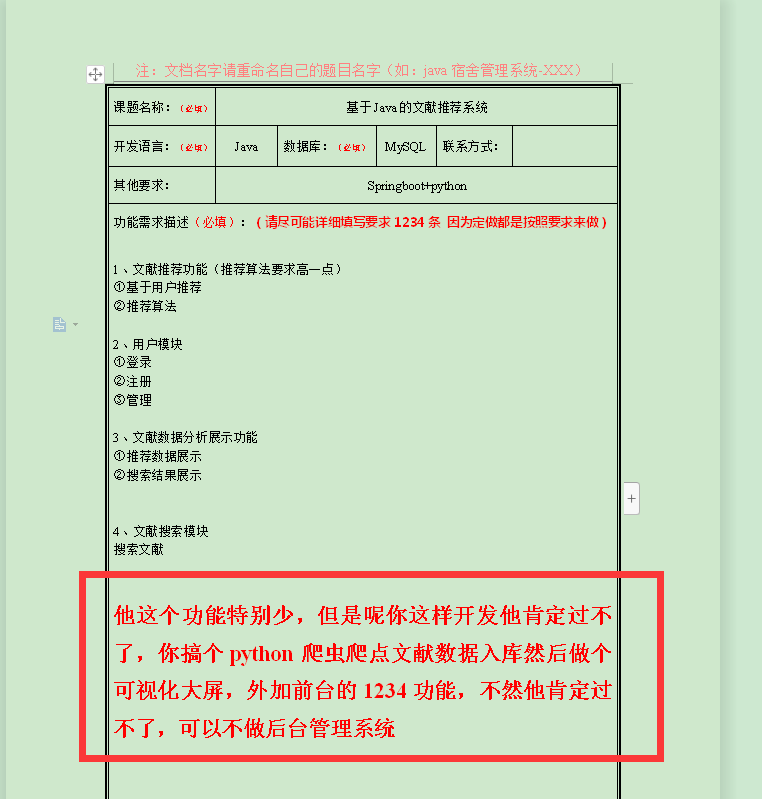 注：文档名字请重命名自己的题目名字（如：java 宿舍管理系统-XXX）
课题名称：（必填） 基于Java的文献推荐系统
开发语言：（必填） Java 数据库：（必填） MySQL 联系方式：
其他要求： Springboot+python
功能需求描述（必填）：（请尽可能详细填写要求 1234 条 因为定做都是按照要求来做）
1、文献推荐功能（推荐算法要求高一点）
①基于用户推荐
②推荐算法
2、用户模块
①登录
②注册
③管理
3、文献数据分析展示功能
①推荐数据展示
②搜索结果展示
4、文献搜索模块
搜索文献
他这个功能特别少，但是呢你这样开发他肯定过不
了，你搞个 python 爬虫爬点文献数据入库然后做个
可视化大屏，外加前台的 1234 功能，不然他肯定过
不了，可以不做后台管理系统